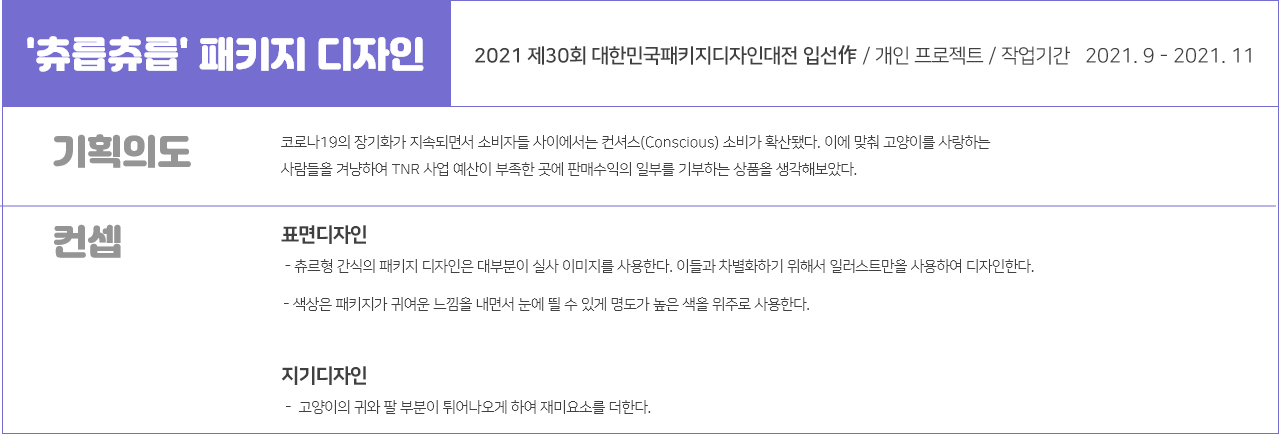 '츄릅츄릅' 패키지 디자인
2021 제30회 대한민국패키지디자인대전 입선作 / 개인 프로젝트 / 작업기간 2021. 9 - 2021. 11
기획의도
코로나19의 장기화가 지속되면서 소비자들 사이에서는 컨셔스(Conscious) 소비가 확산됐다. 이에 맞춰 고양이를 사랑하는
사람들을 겨냥하여 TNR 사업 예산이 부족한 곳에 판매수익의 일부를 기부하는 상품을 생각해보았다.
컨셉
표면디자인
- 츄르형 간식의 패키지 디자인은 대부분이 실사 이미지를 사용한다. 이들과 차별화하기 위해서 일러스트만을 사용하여 디자인한다.
- 색상은 패키지가 귀여운 느낌을 내면서 눈에 띌 수 있게 명도가 높은 색을 위주로 사용한다.
지기디자인
- 고양이의 귀와 팔 부분이 튀어나오게 하여 재미요소를 더한다.